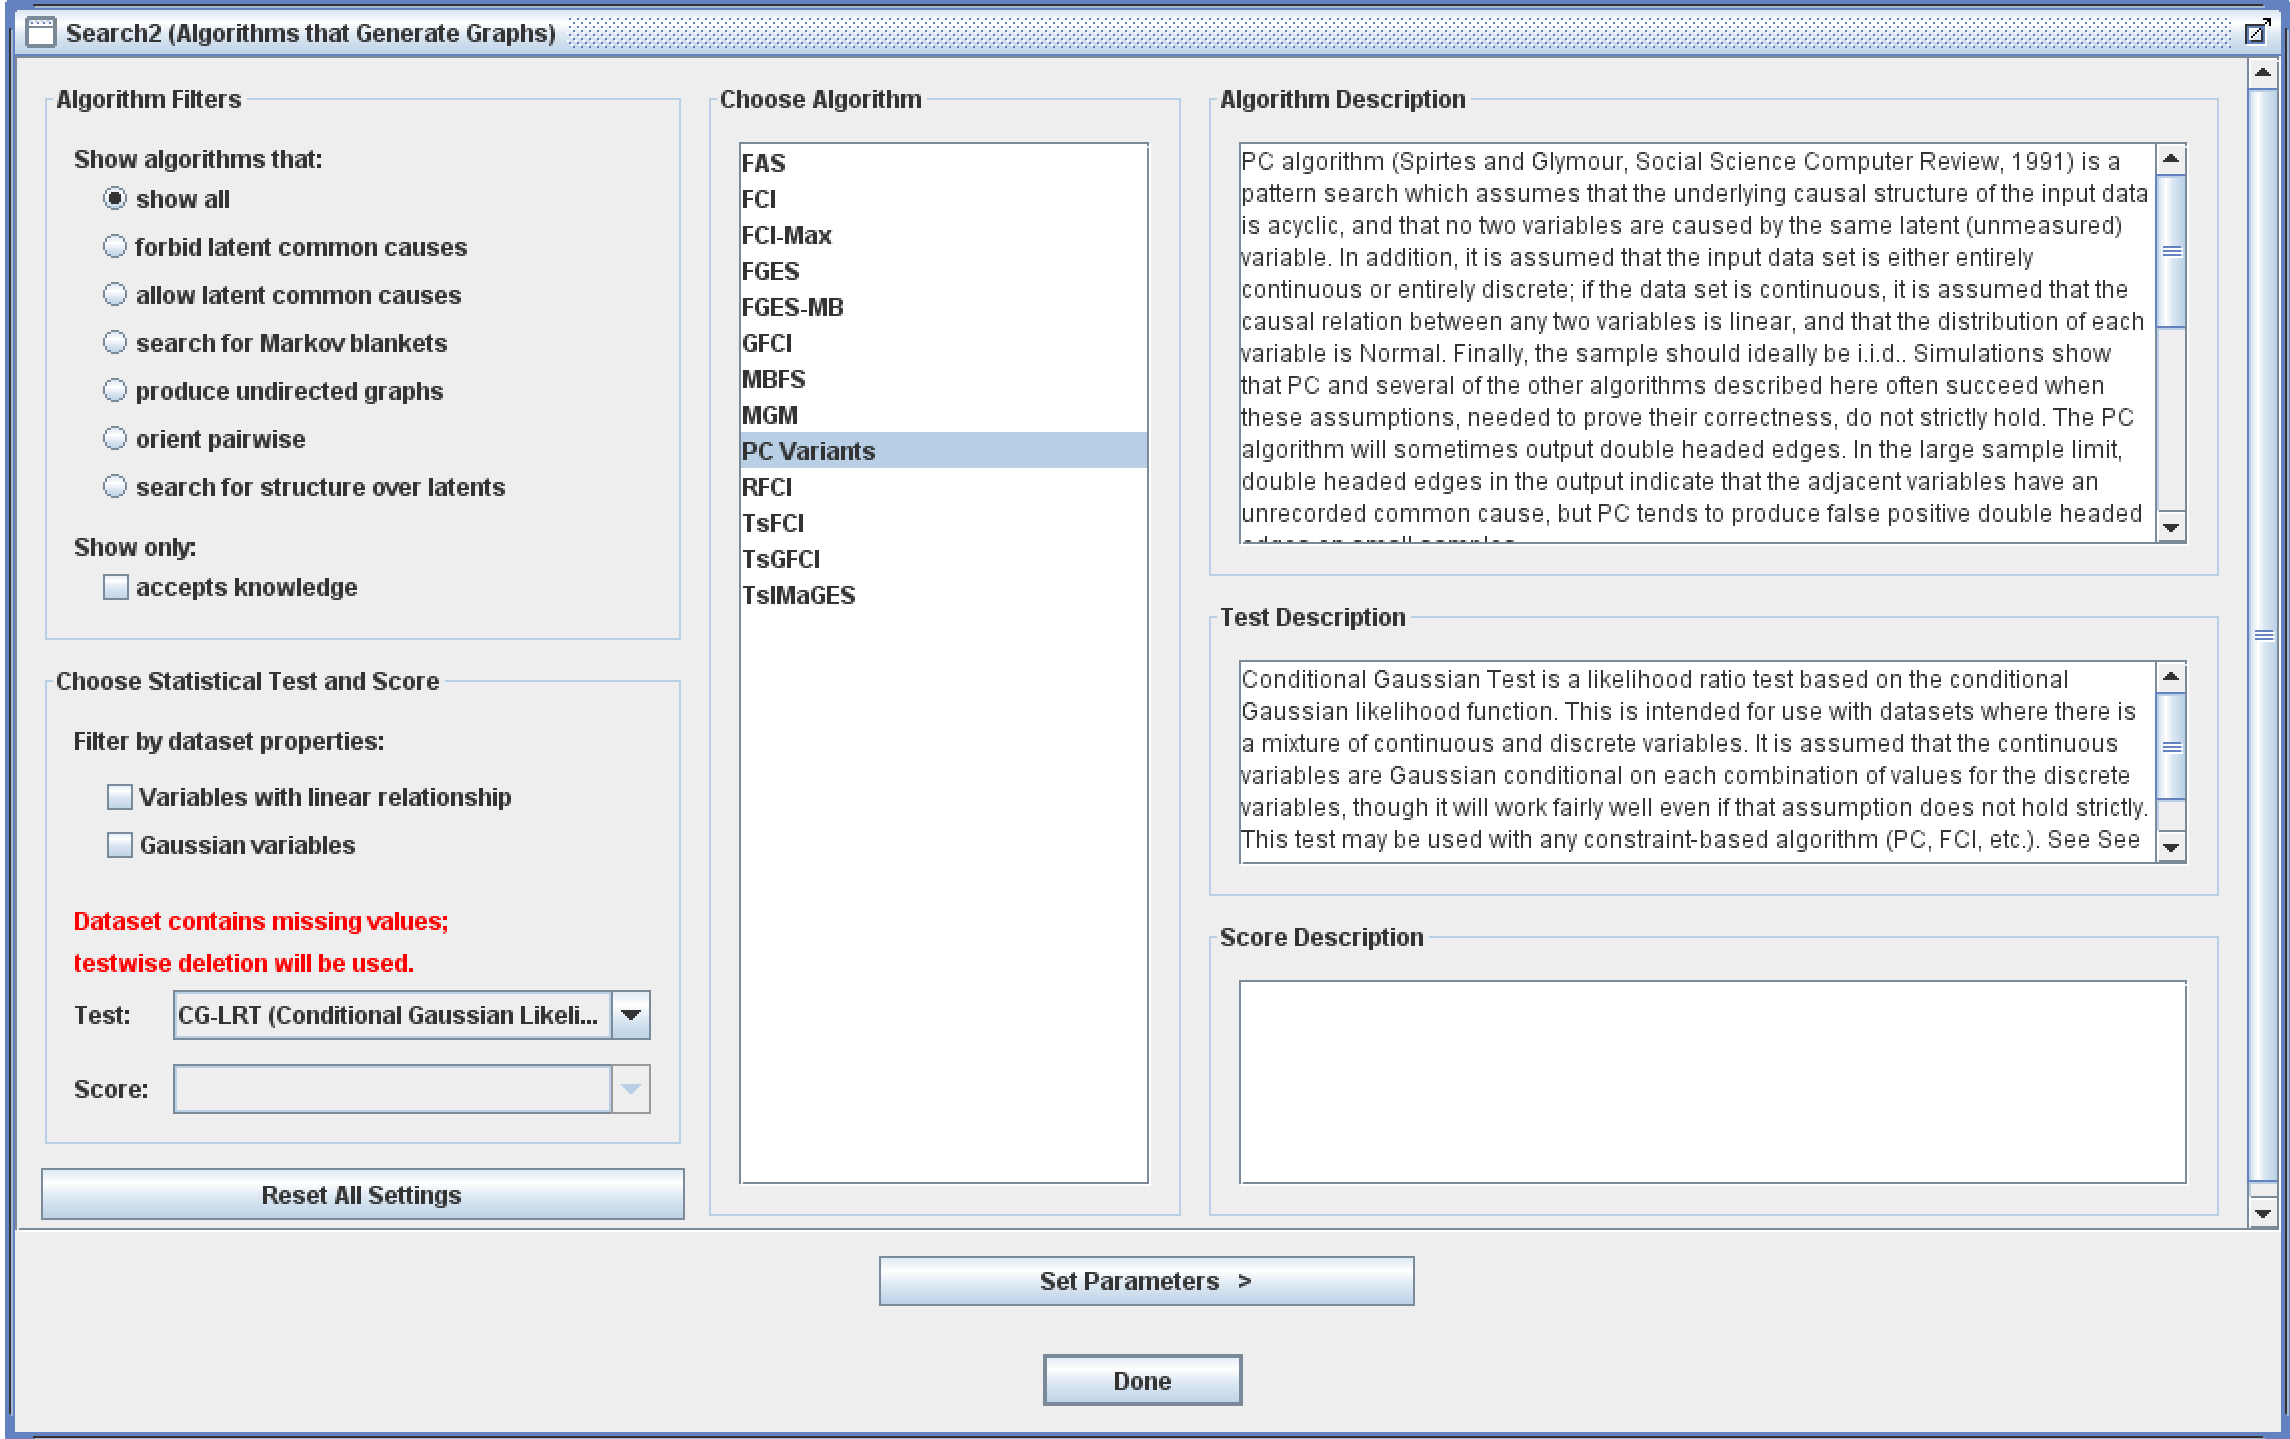 Search2 (Algorithms that Generate Graphs)
Algorithm Filters
Show algorithms that:
show all
forbid latent common causes
allow latent common causes
search for Markov blankets
produce undirected graphs
orient pairwise
search for structure over latents
Show only:
accepts knowledge
Choose Statistical Test and Score
Filter by dataset properties:
Variables with linear relationship
Gaussian variables
Dataset contains missing values;
testwise deletion will be used.
Test: CG-LRT (Conditional Gaussian Likeli...
Score:
Reset All Settings
Choose Algorithm
FAS
FCI
FCI-Max
FGES
FGES-MB
GFCI
MBFS
MGM
PC Variants
RFCI
TsFCI
TsGFCI
TsIMaGES
Algorithm Description
PC algorithm (Spirtes and Glymour, Social Science Computer Review, 1991) is a
pattern search which assumes that the underlying causal structure of the input data
is acyclic, and that no two variables are caused by the same latent (unmeasured)
variable. In addition, it is assumed that the input data set is either entirely
continuous or entirely discrete; if the data set is continuous, it is assumed that the
causal relation between any two variables is linear, and that the distribution of each
variable is Normal. Finally, the sample should ideally be i.i.d.. Simulations show
that PC and several of the other algorithms described here often succeed when
these assumptions, needed to prove their correctness, do not strictly hold. The PC
algorithm will sometimes output double headed edges. In the large sample limit,
double headed edges in the output indicate that the adjacent variables have an
unrecorded common cause, but PC tends to produce false positive double headed
edges on small samples.
Test Description
Conditional Gaussian Test is a likelihood ratio test based on the conditional
Gaussian likelihood function. This is intended for use with datasets where there is
a mixture of continuous and discrete variables. It is assumed that the continuous
variables are Gaussian conditional on each combination of values for the discrete
variables, though it will work fairly well even if that assumption does not hold strictly.
This test may be used with any constraint-based algorithm (PC, FCI, etc.). See See
Score Description
Set Parameters >
Done